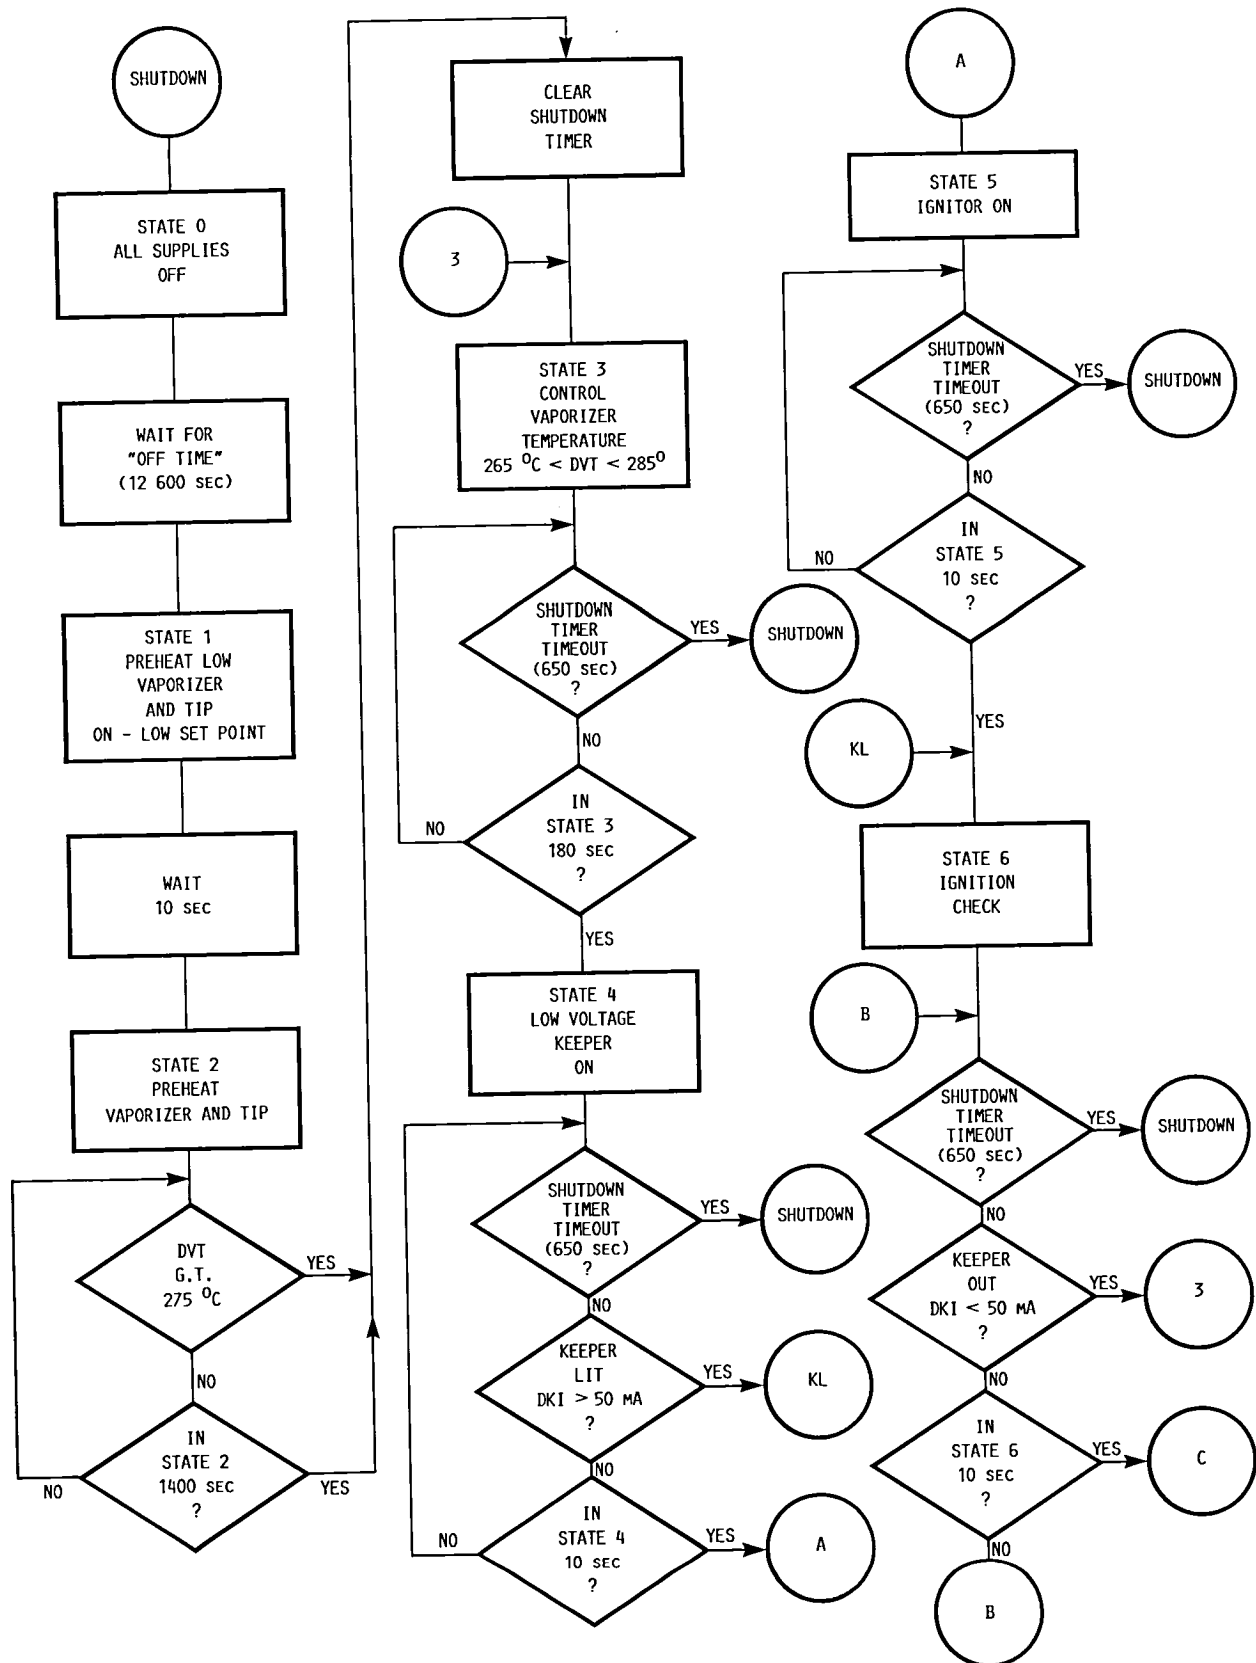 SHUTDOWN
STATE 0
ALL SUPPLIES
OFF
WAIT FOR
"OFF TIME"
(12 600 SEC)
STATE 1
PREHEAT LOW
VAPORIZER
AND TIP
ON - LOW SET POINT
WAIT
10 SEC
STATE 2
PREHEAT
VAPORIZER AND TIP
DVT
G.T.
275 °C
YES
NO
IN
STATE 2
1400 SEC
?
NO
YES
CLEAR
SHUTDOWN
TIMER
3
STATE 3
CONTROL
VAPORIZER
TEMPERATURE
265 °C < DVT < 285°
SHUTDOWN
TIMER
TIMEOUT
(650 SEC)
?
YES
SHUTDOWN
NO
IN
STATE 3
180 SEC
?
NO
YES
STATE 4
LOW VOLTAGE
KEEPER
ON
SHUTDOWN
TIMER
TIMEOUT
(650 SEC)
?
YES
SHUTDOWN
NO
KEEPER
LIT
DKI > 50 MA
?
YES
KL
NO
IN
STATE 4
10 SEC
?
NO
YES
A
A
STATE 5
IGNITOR ON
SHUTDOWN
TIMER
TIMEOUT
(650 SEC)
?
YES
SHUTDOWN
NO
IN
STATE 5
10 SEC
?
NO
YES
KL
STATE 6
IGNITION
CHECK
B
SHUTDOWN
TIMER
TIMEOUT
(650 SEC)
?
YES
SHUTDOWN
NO
KEEPER
OUT
DKI < 50 MA
?
YES
3
NO
IN
STATE 6
10 SEC
?
YES
C
NO
B